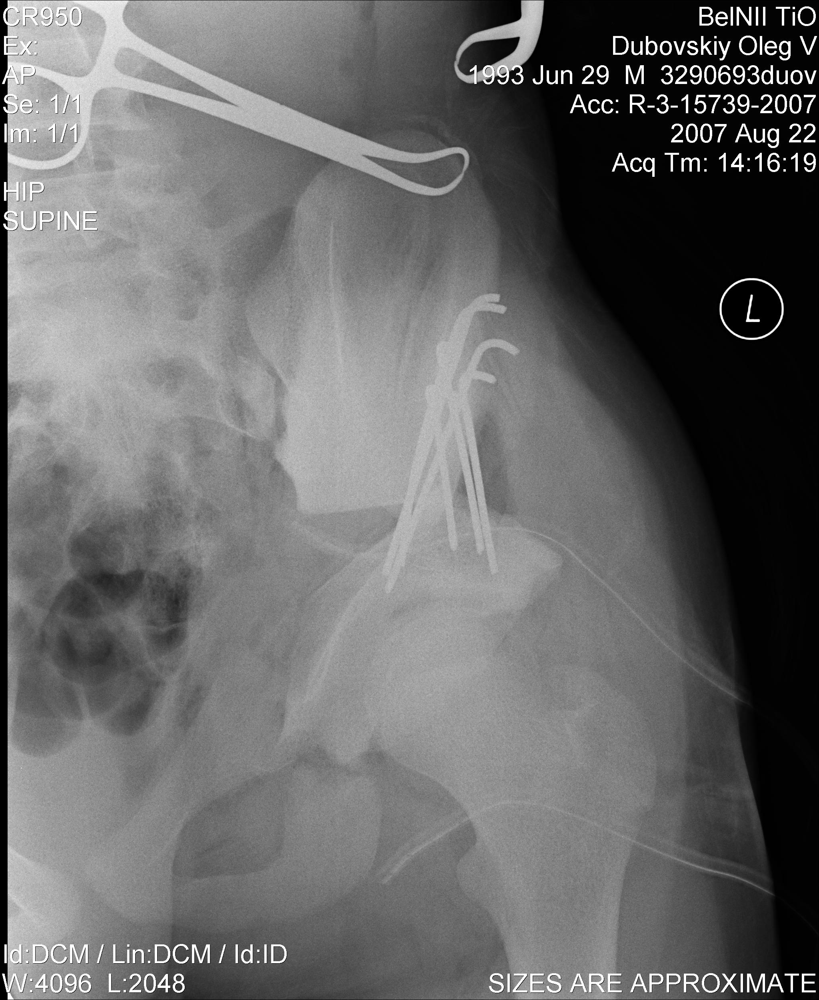 CR950
Ex:
AP
Se: 1/1
Im: 1/1
HIP
SUPINE
BelNII TiO
Dubovskiy Oleg V
1993 Jun 29 M 3290693duov
Acc: R-3-15739-2007
2007 Aug 22
Acq Tm: 14:16:19
L
Id:DCM / Lin:DCM / Id:ID
W:4096 L:2048
SIZES ARE APPROXIMATE